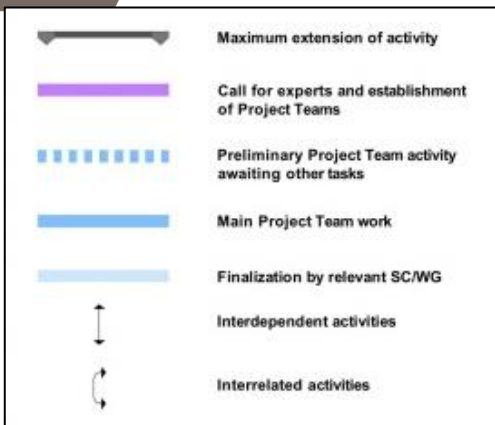 Maximum extension of activity
Call for experts and establishment
of Project Teams
Preliminary Project Team activity
awaiting other tasks
Main Project Team work
Finalization by relevant SC/WG
Interdependent activities
Interrelated activities